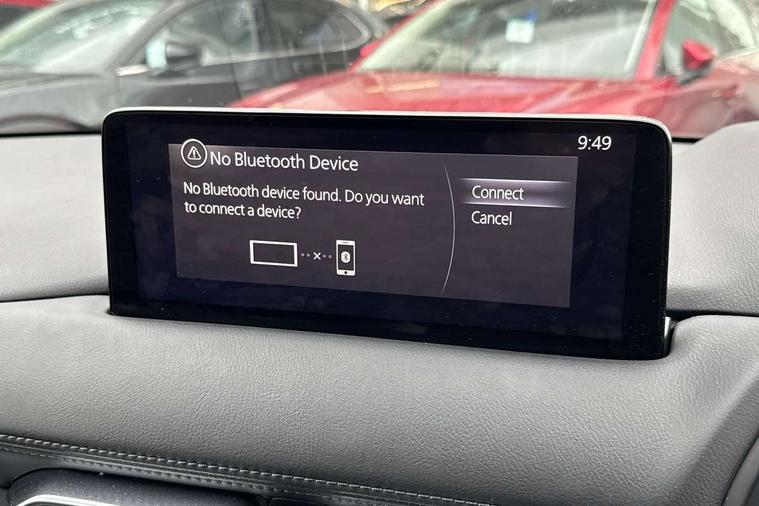 9:49
No Bluetooth Device
No Bluetooth device found. Do you want
to connect a device?
Connect
Cancel